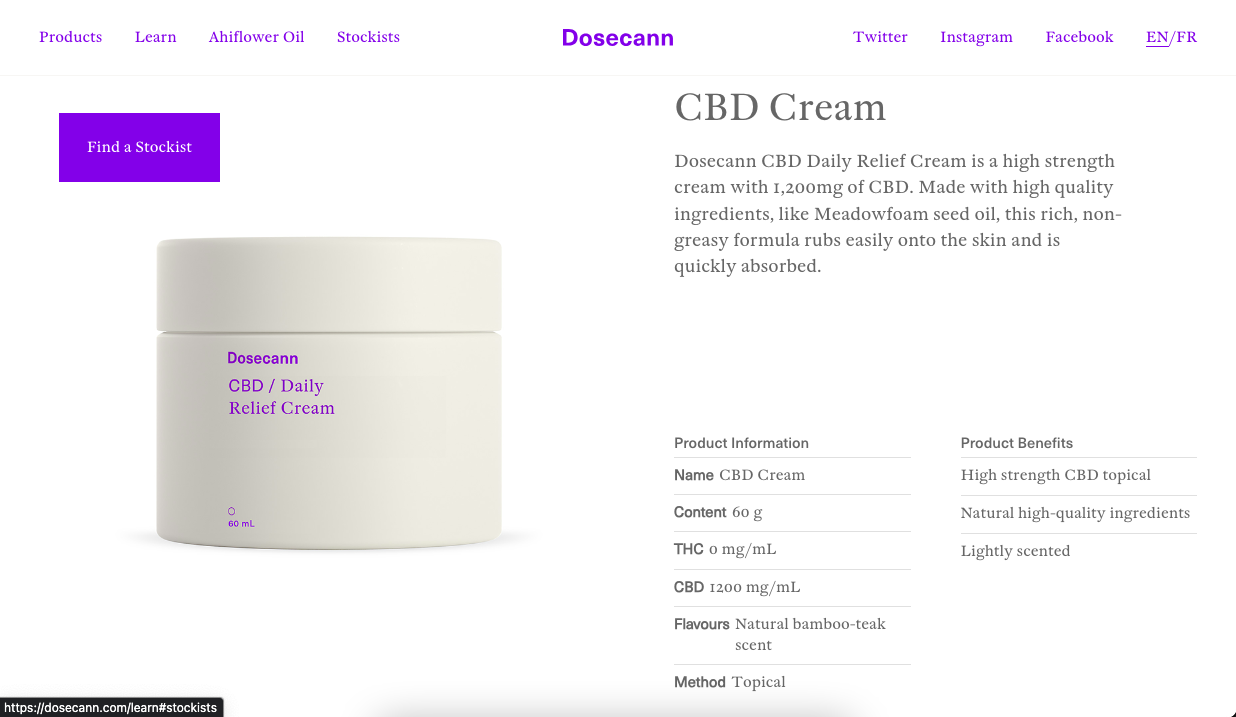 Products Learn Ahiflower Oil Stockists Dosecann Twitter Instagram Facebook EN/FR
Find a Stockist
CBD Cream
Dosecann CBD Daily Relief Cream is a high strength
cream with 1,200mg of CBD. Made with high quality
ingredients, like Meadowfoam seed oil, this rich, non-
greasy formula rubs easily onto the skin and is
quickly absorbed.
Dosecann
CBD / Daily
Relief Cream
60 mL
Product Information
Name CBD Cream
Content 60 g
THC 0 mg/mL
CBD 1200 mg/mL
Flavours Natural bamboo-teak
scent
Method Topical
Product Benefits
High strength CBD topical
Natural high-quality ingredients
Lightly scented
https://dosecann.com/learn#stockists